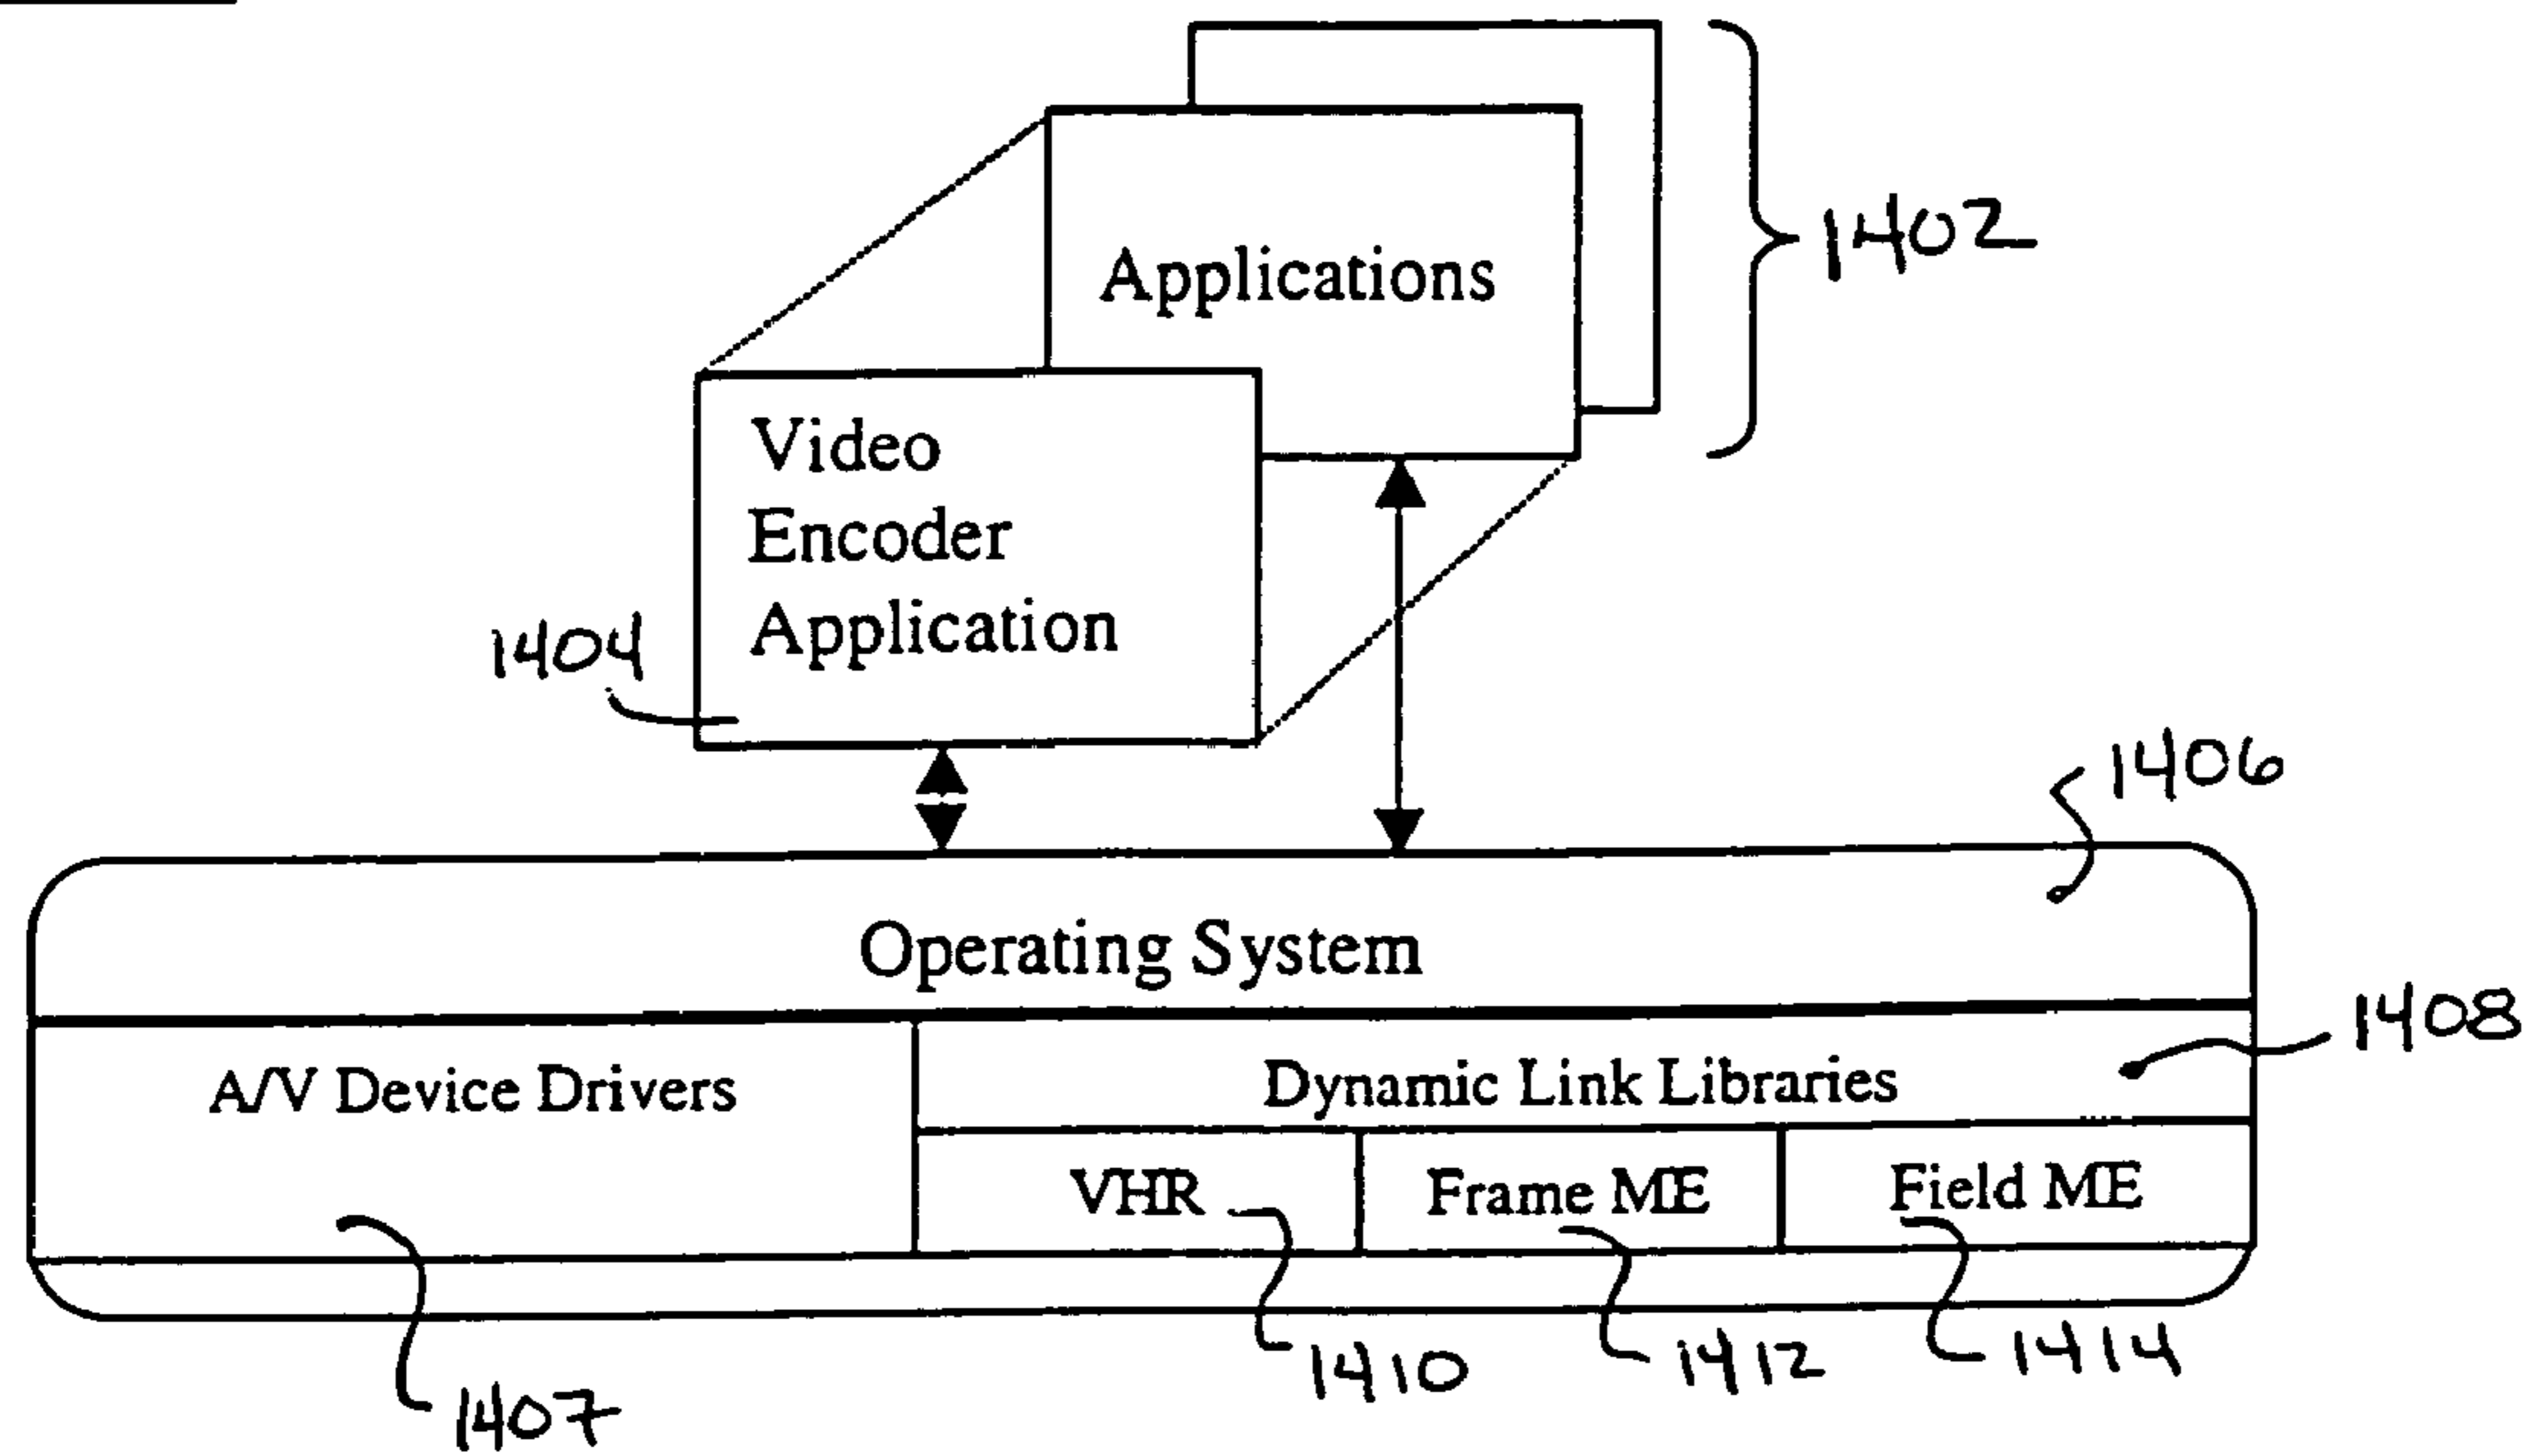 Applications
1402
Video
Encoder
Application
1404
1406
Operating System
1408
A/V Device Drivers
Dynamic Link Libraries
VHR
Frame ME
Field ME
1410
1412
1414
1407